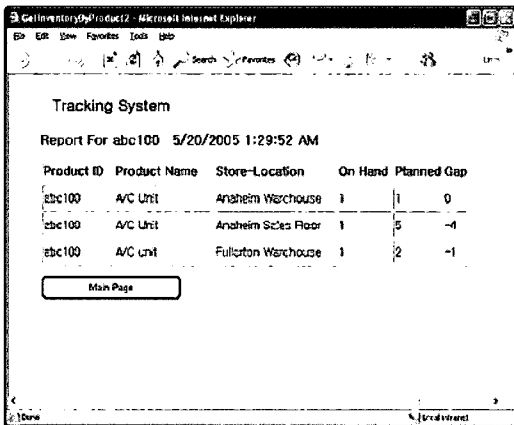 GetInventoryByProduct2 - Microsoft Internet Explorer
File Edit View Favorites Tools Help
Search Favorites
Tracking System
Report For abc100 5/20/2005 1:29:52 AM
Product ID Product Name Store-Location On Hand Planned Gap
abc100 A/C Unit Anaheim Warehouse 1 1 0
abc100 A/C Unit Anaheim Sales Floor 1 5 -4
abc100 A/C unit Fullerton Warehouse 1 2 -1
Main Page
Done Local intranet